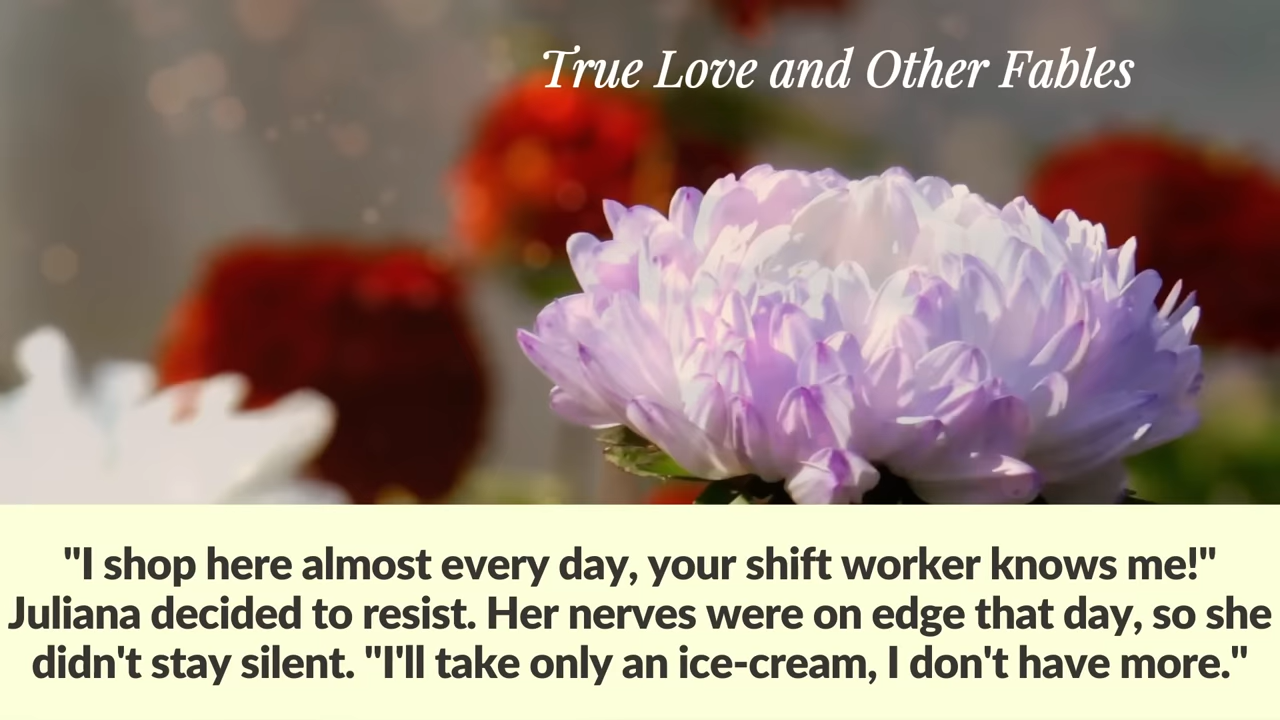 True Love and Other Fables
"I shop here almost every day, your shift worker knows me!"
Juliana decided to resist. Her nerves were on edge that day, so she
didn't stay silent. "I'll take only an ice-cream, I don't have more."